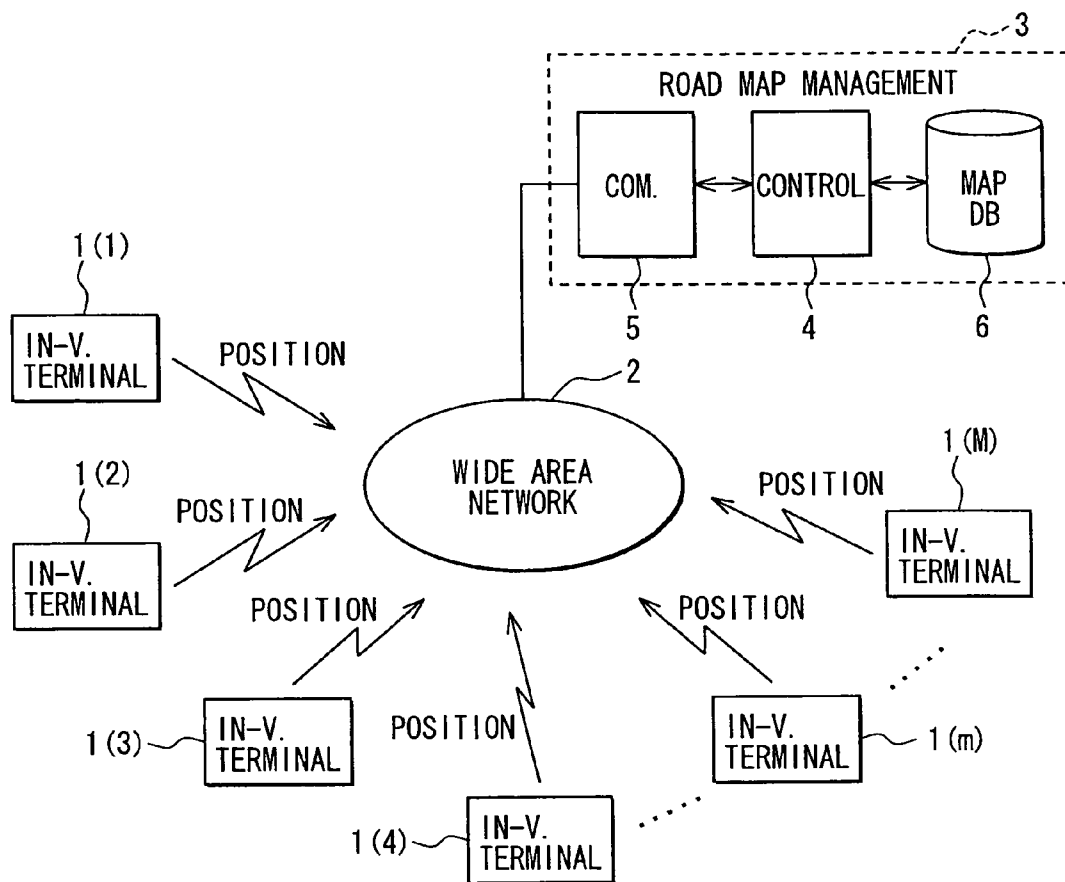 3
ROAD MAP MANAGEMENT
COM.
CONTROL
MAP
DB
5
4
6
1(1)
IN-V.
TERMINAL
POSITION
2
WIDE AREA
NETWORK
1(2)
IN-V.
TERMINAL
POSITION
1(M)
IN-V.
TERMINAL
POSITION
POSITION
1(3)
IN-V.
TERMINAL
POSITION
1(4)
IN-V.
TERMINAL
POSITION
IN-V.
TERMINAL
1(m)